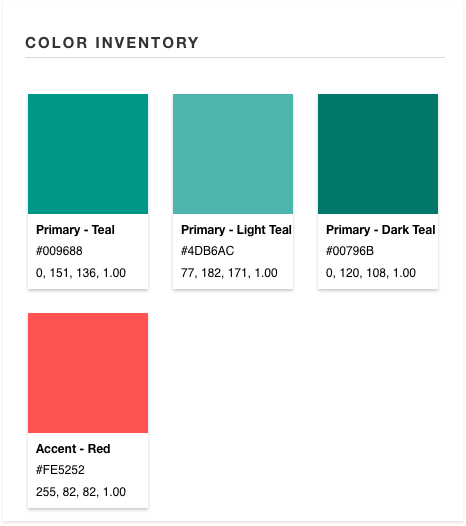 COLOR INVENTORY
Primary - Teal
#009688
0, 151, 136, 1.00
Primary - Light Teal
#4DB6AC
77, 182, 171, 1.00
Primary - Dark Teal
#00796B
0, 120, 108, 1.00
Accent - Red
#FE5252
255, 82, 82, 1.00